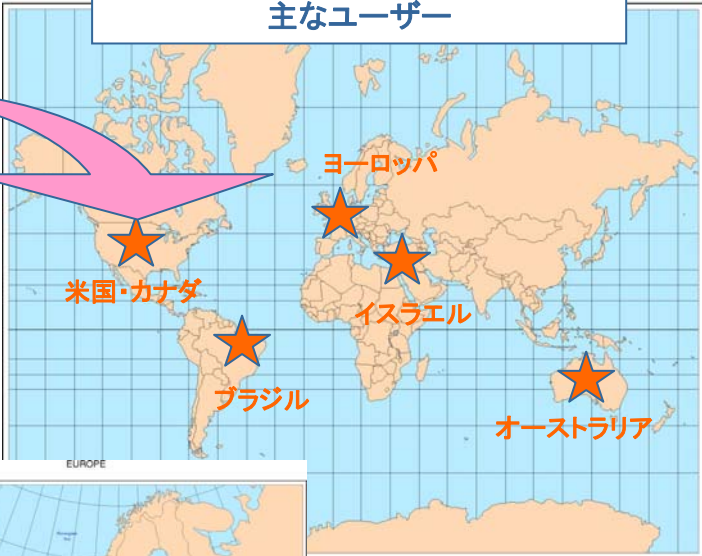 主なユーザー
ヨーロッパ
米国・カナダ
イスラエル
ブラジル
オーストラリア
EUROPE